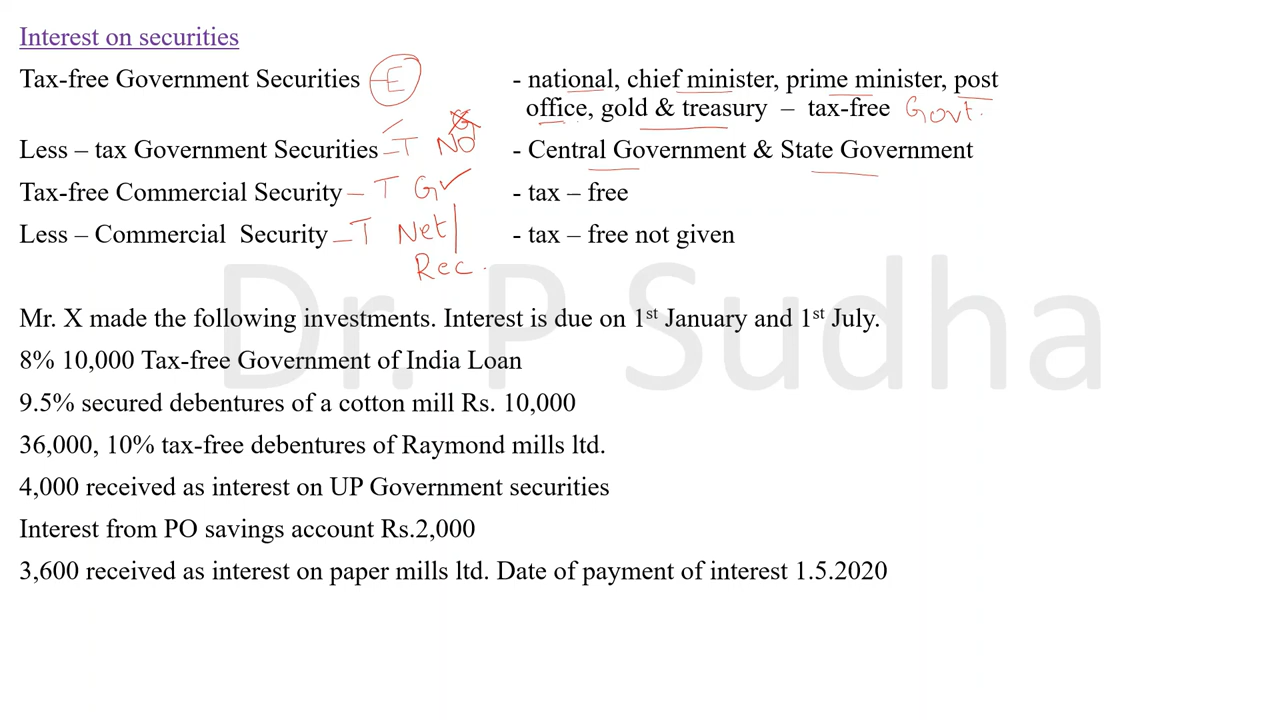 Interest on securities
Tax-free Government Securities – E - national, chief minister, prime minister, post
office, gold & treasury – tax-free Govt.
Less – tax Government Securities – T NO - Central Government & State Government
Tax-free Commercial Security – T G ✓ - tax – free
Less – Commercial Security – T Net - tax – free not given
Rec.
Dr. P Sudha
Mr. X made the following investments. Interest is due on 1st January and 1st July.
8% 10,000 Tax-free Government of India Loan
9.5% secured debentures of a cotton mill Rs. 10,000
36,000, 10% tax-free debentures of Raymond mills ltd.
4,000 received as interest on UP Government securities
Interest from PO savings account Rs.2,000
3,600 received as interest on paper mills ltd. Date of payment of interest 1.5.2020